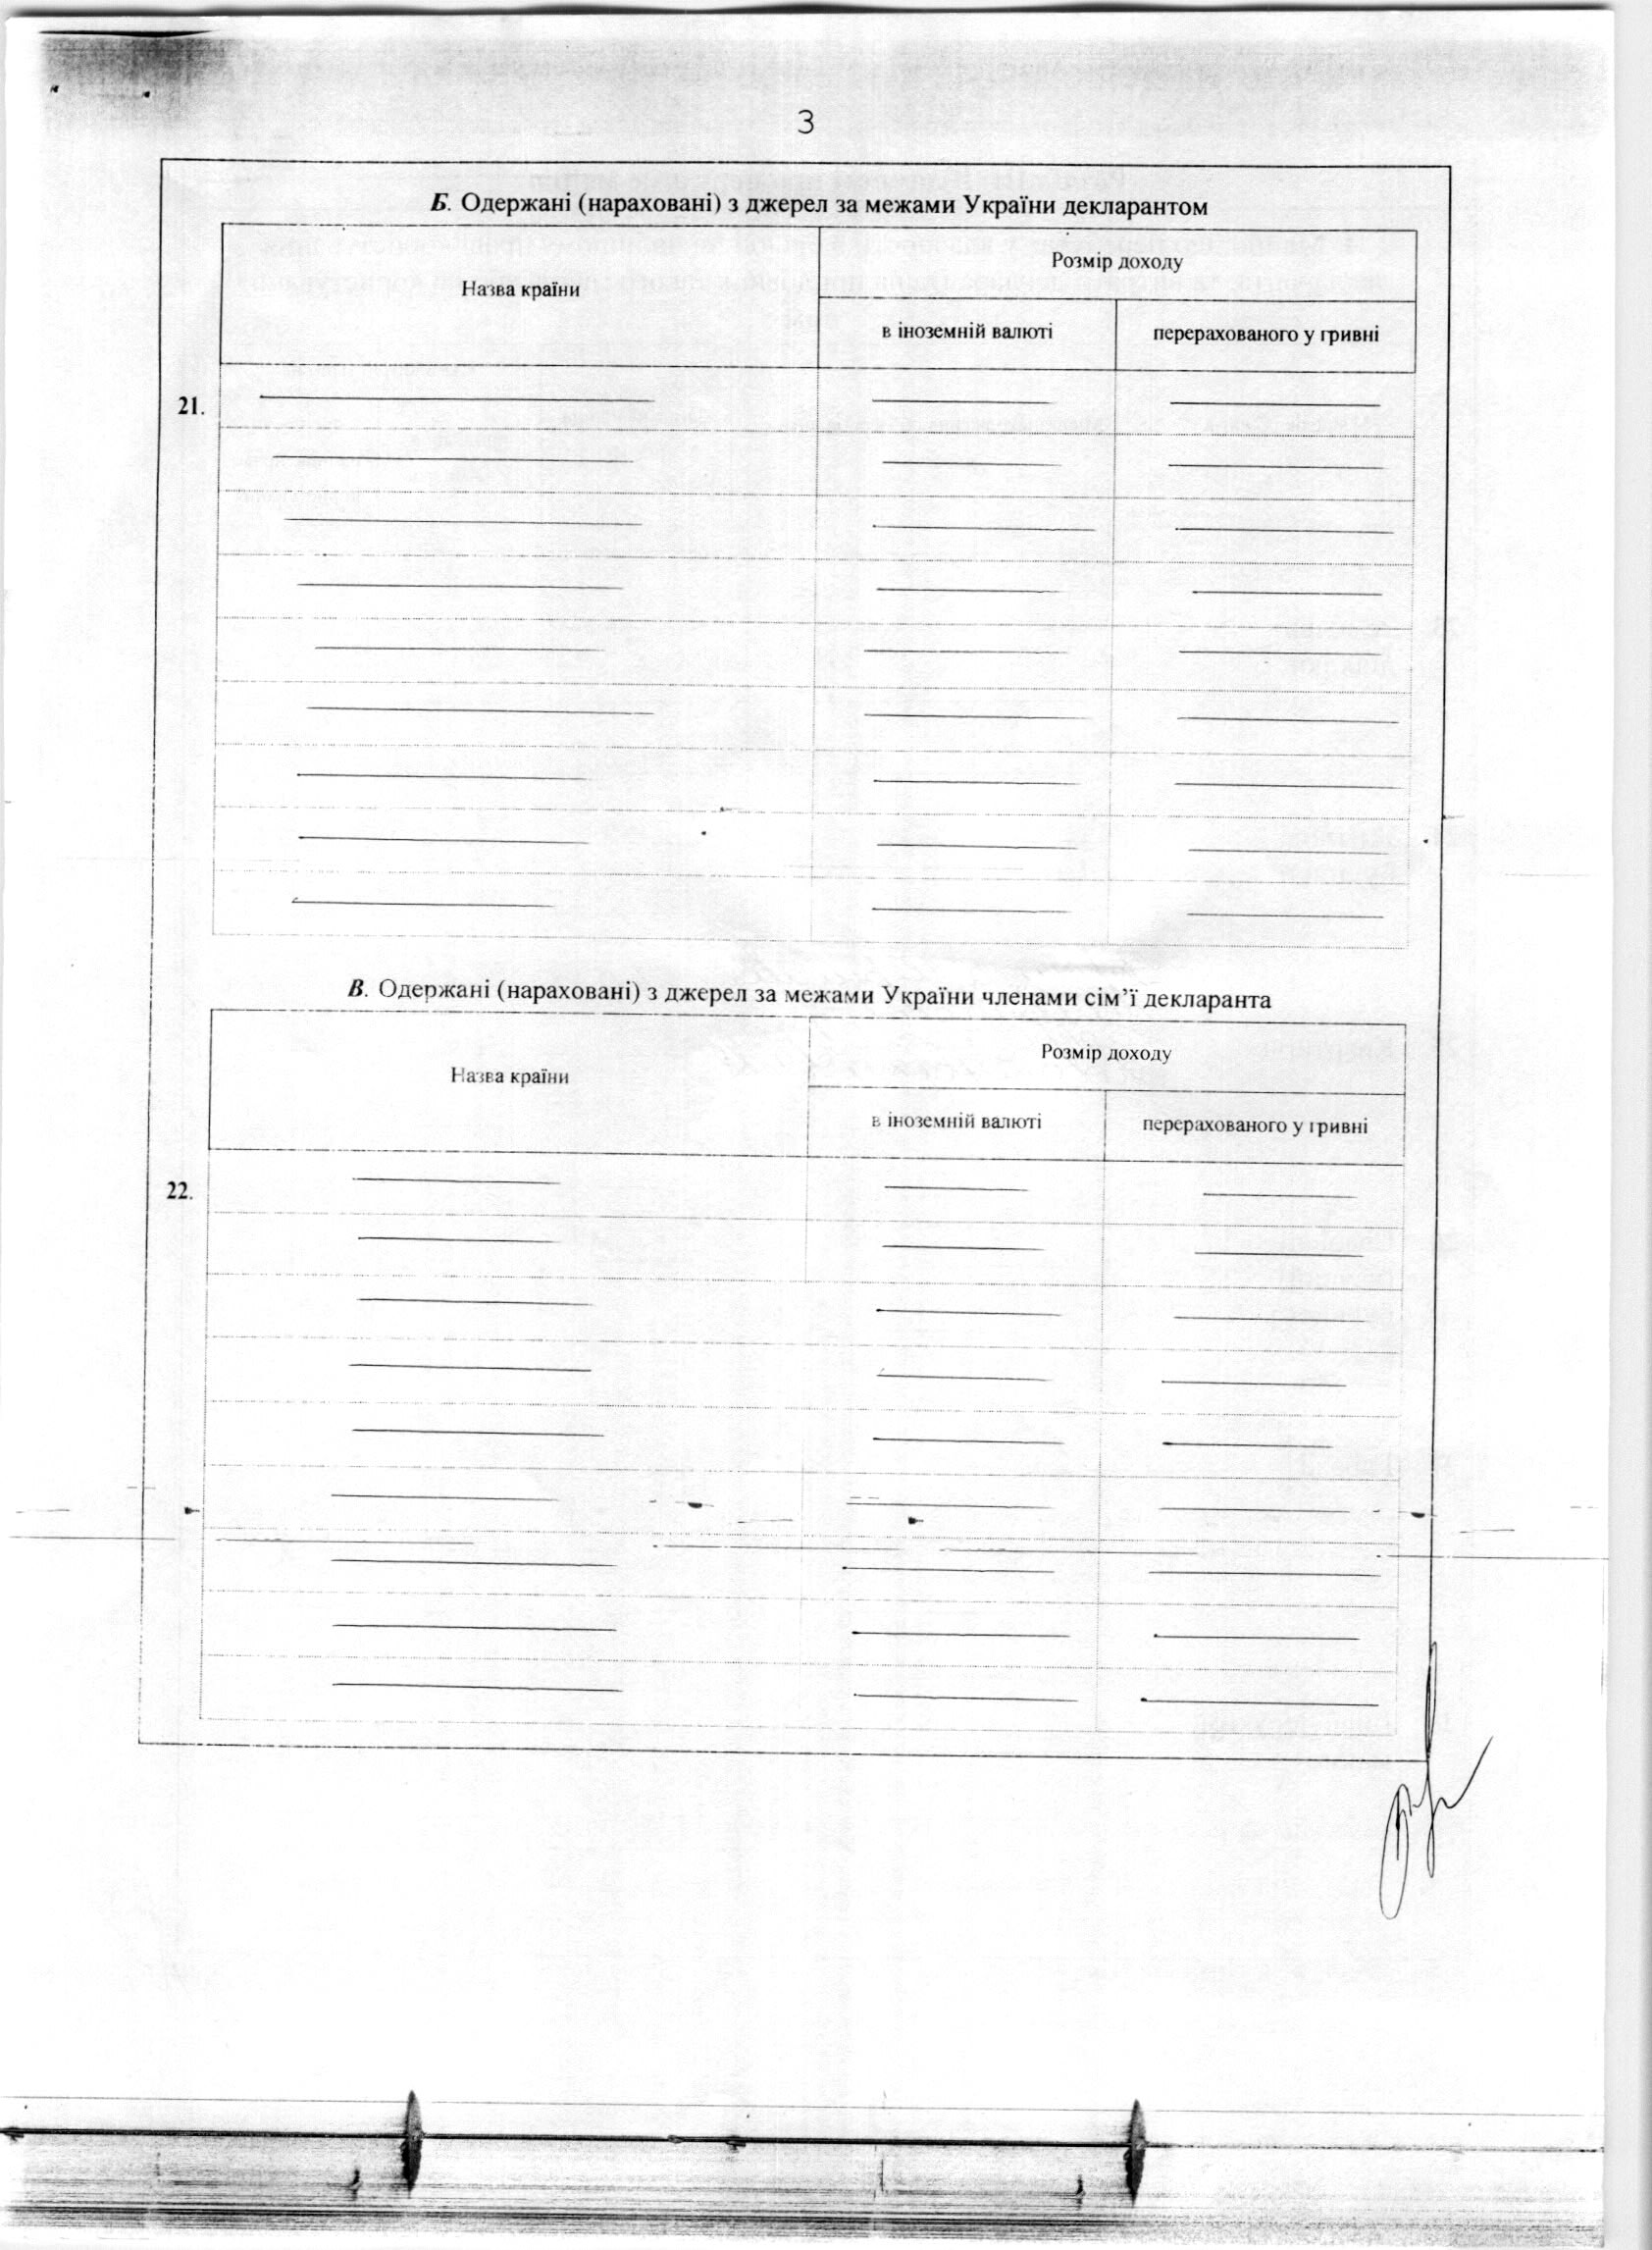 3
Б. Одержані (нараховані) з джерел за межами України декларантом
Назва країни
Розмір доходу
в іноземній валюті
перерахованого у гривні
21.
В. Одержані (нараховані) з джерел за межами України членами сім’ї декларанта
Назва країни
Розмір доходу
в іноземній валюті
перерахованого у гривні
22.